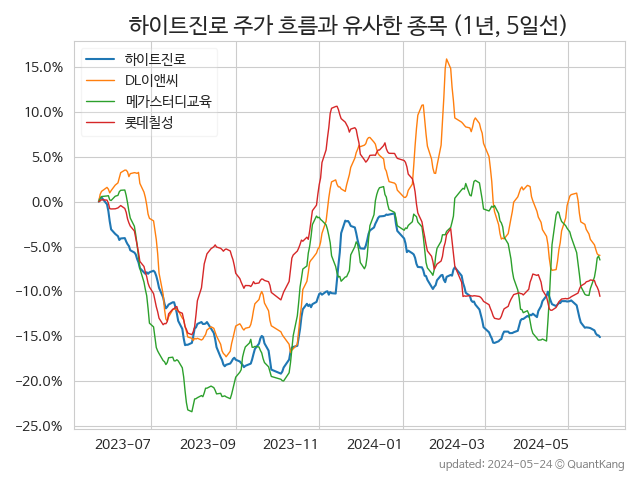 하이트진로 주가 흐름과 유사한 종목 (1년, 5일선)
하이트진로
DL이앤씨
메가스터디교육
롯데칠성
15.0%
10.0%
5.0%
0.0%
−5.0%
−10.0%
−15.0%
−20.0%
−25.0%
2023−07 2023−09 2023−11 2024−01 2024−03 2024−05
updated: 2024-05-24 © QuantKang